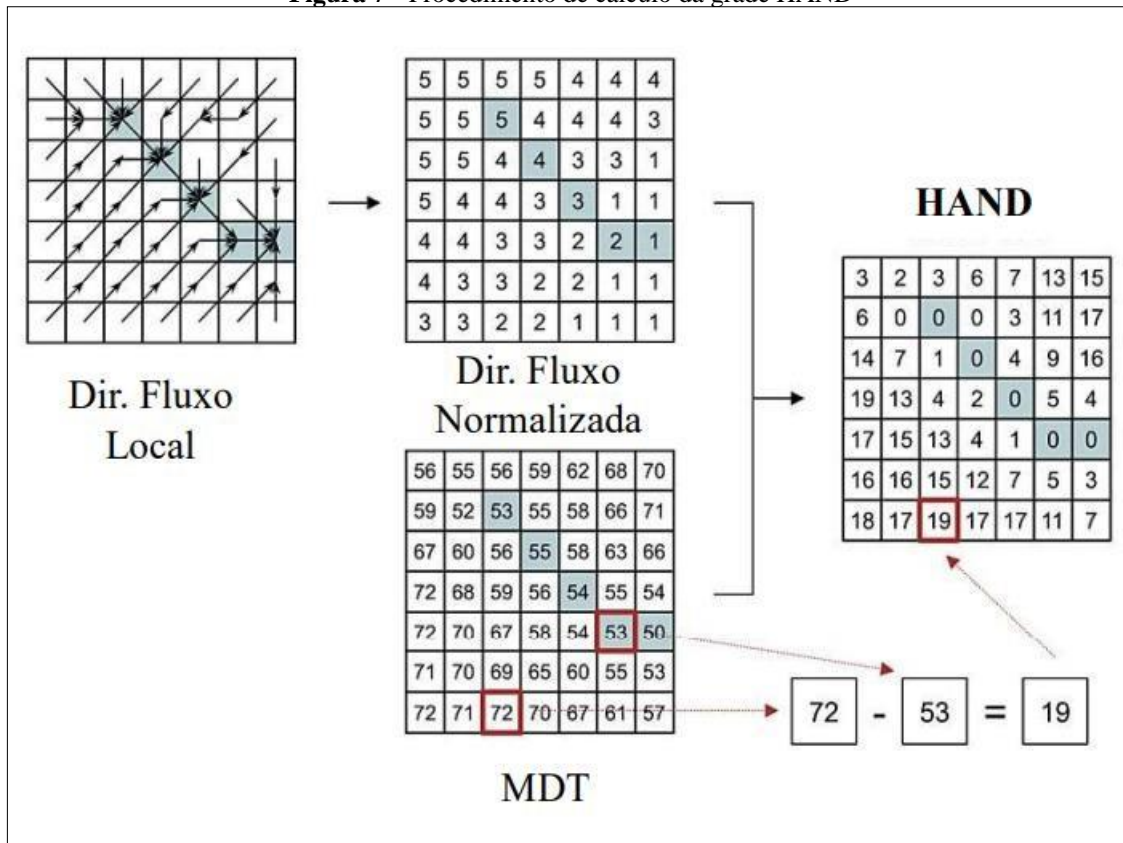 Figura 7 - Procedimento de cálculo da grade HAND
5 5 5 5 4 4 4
5 5 5 4 4 4 3
5 5 4 4 3 3 1
5 4 4 3 3 1 1
4 4 3 3 2 2 1
4 3 3 2 2 1 1
3 3 2 2 1 1 1
Dir. Fluxo
Local
Dir. Fluxo
Normalizada
56 55 56 59 62 68 70
59 52 53 55 58 66 71
67 60 56 55 58 63 66
72 68 59 56 54 55 54
72 70 67 58 54 53 50
71 70 69 65 60 55 53
72 71 72 70 67 61 57
MDT
HAND
3 2 3 6 7 13 15
6 0 0 0 3 11 17
14 7 1 0 4 9 16
19 13 4 2 0 5 4
17 15 13 4 1 0 0
16 16 15 12 7 5 3
18 17 19 17 17 11 7
72 - 53 = 19